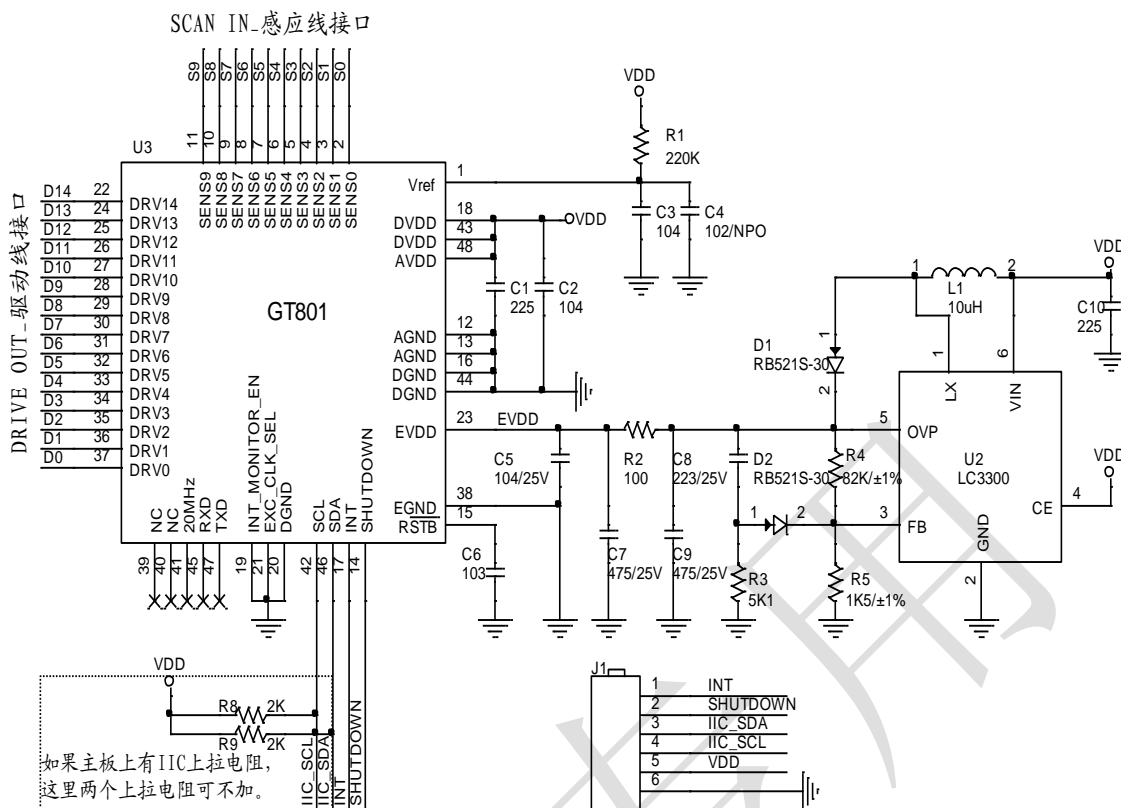 SCAN IN_感应线接口
S9
S8
S7
S6
S5
S4
S3
S2
S1
S0
11
10
9
8
7
6
5
4
3
2
U3
SENS9
SENS8
SENS7
SENS6
SENS5
SENS4
SENS3
SENS2
SENS1
SENS0
DRIVE OUT_驱动线接口
D14 22 DRV14
D13 24 DRV13
D12 25 DRV12
D11 26 DRV11
D10 27 DRV10
D9 28 DRV9
D8 29 DRV8
D7 30 DRV7
D6 31 DRV6
D5 32 DRV5
D4 33 DRV4
D3 34 DRV3
D2 35 DRV2
D1 36 DRV1
D0 37 DRV0
GT801
Vref 1
DVDD 18
DVDD 43
AVDD 48
AGND 12
AGND 13
DGND 16
DGND 44
EVDD 23
EGND 38
RSTB 15
NC
NC
20MHz
RXD
TXD
INT_MONITOR_EN
EXC_CLK_SEL
DGND
SCL
SDA
INT
SHUTDOWN
39
40
41
45
47
19
21
20
42
46
17
14
VDD
R1
220K
C3
104
C4
102/NPO
VDD
C1
225
C2
104
EVDD
C5
104/25V
C6
103
R2
100
C7
475/25V
C8
223/25V
C9
475/25V
D1
RB521S-30
1
2
D2
RB521S-30
1
2
R3
5K1
R4
82K/±1%
R5
1K5/±1%
1
2
L1
10uH
VDD
C10
225
1
6
LX
VIN
5
OVP
U2
LC3300
VDD
CE
4
3
FB
GND
2
VDD
R8 2K
R9 2K
如果主板上有IIC上拉电阻,
这里两个上拉电阻可不加。
IIC_SCL
IIC_SDA
INT
SHUTDOWN
J1
1 INT
2 SHUTDOWN
3 IIC_SDA
4 IIC_SCL
5 VDD
6
用